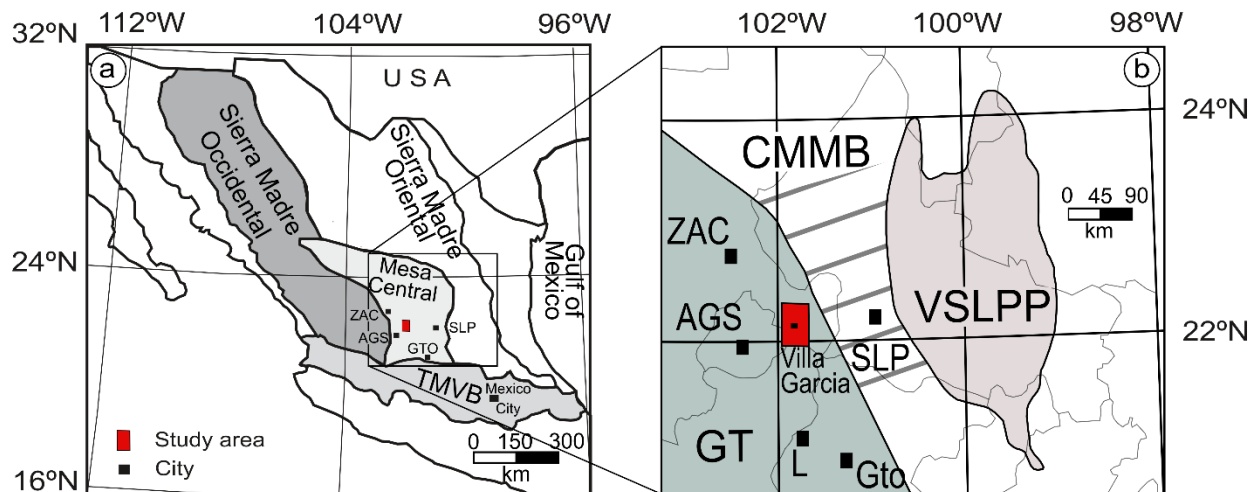 112ºW
104ºW
96ºW
32ºN
24ºN
16ºN
a
U S A
Sierra Madre
Occidental
Sierra Madre
Oriental
Gulf of
Mexico
Mesa
Central
ZAC
AGS
SLP
GTO
TMVB
Mexico
City
Study area
City
0 150 300
km
102ºW
100ºW
98ºW
24ºN
22ºN
b
CMMB
0 45 90
km
ZAC
AGS
VSLPP
Villa
Garcia
SLP
GT
L
Gto